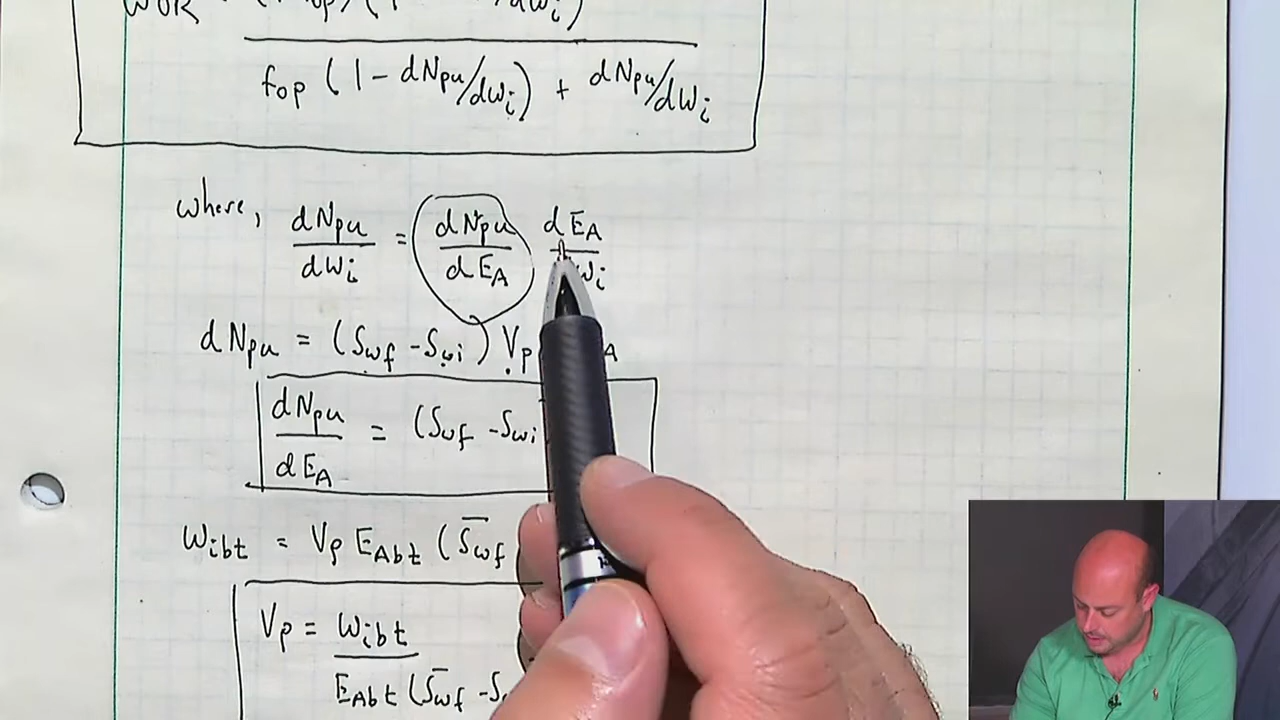 WOR
fop (1 - dNpu/dWi) + dNpu/dWi
where, dNpu/dWi = dNpu/dEA dEA/Wi
dNpu = (Swf - Swi) Vp A
dNpu/dEA = (Swf - Swi
Wibt = Vp EAbt (S̄wf
Vp = Wibt
EAbt (S̄wf - S